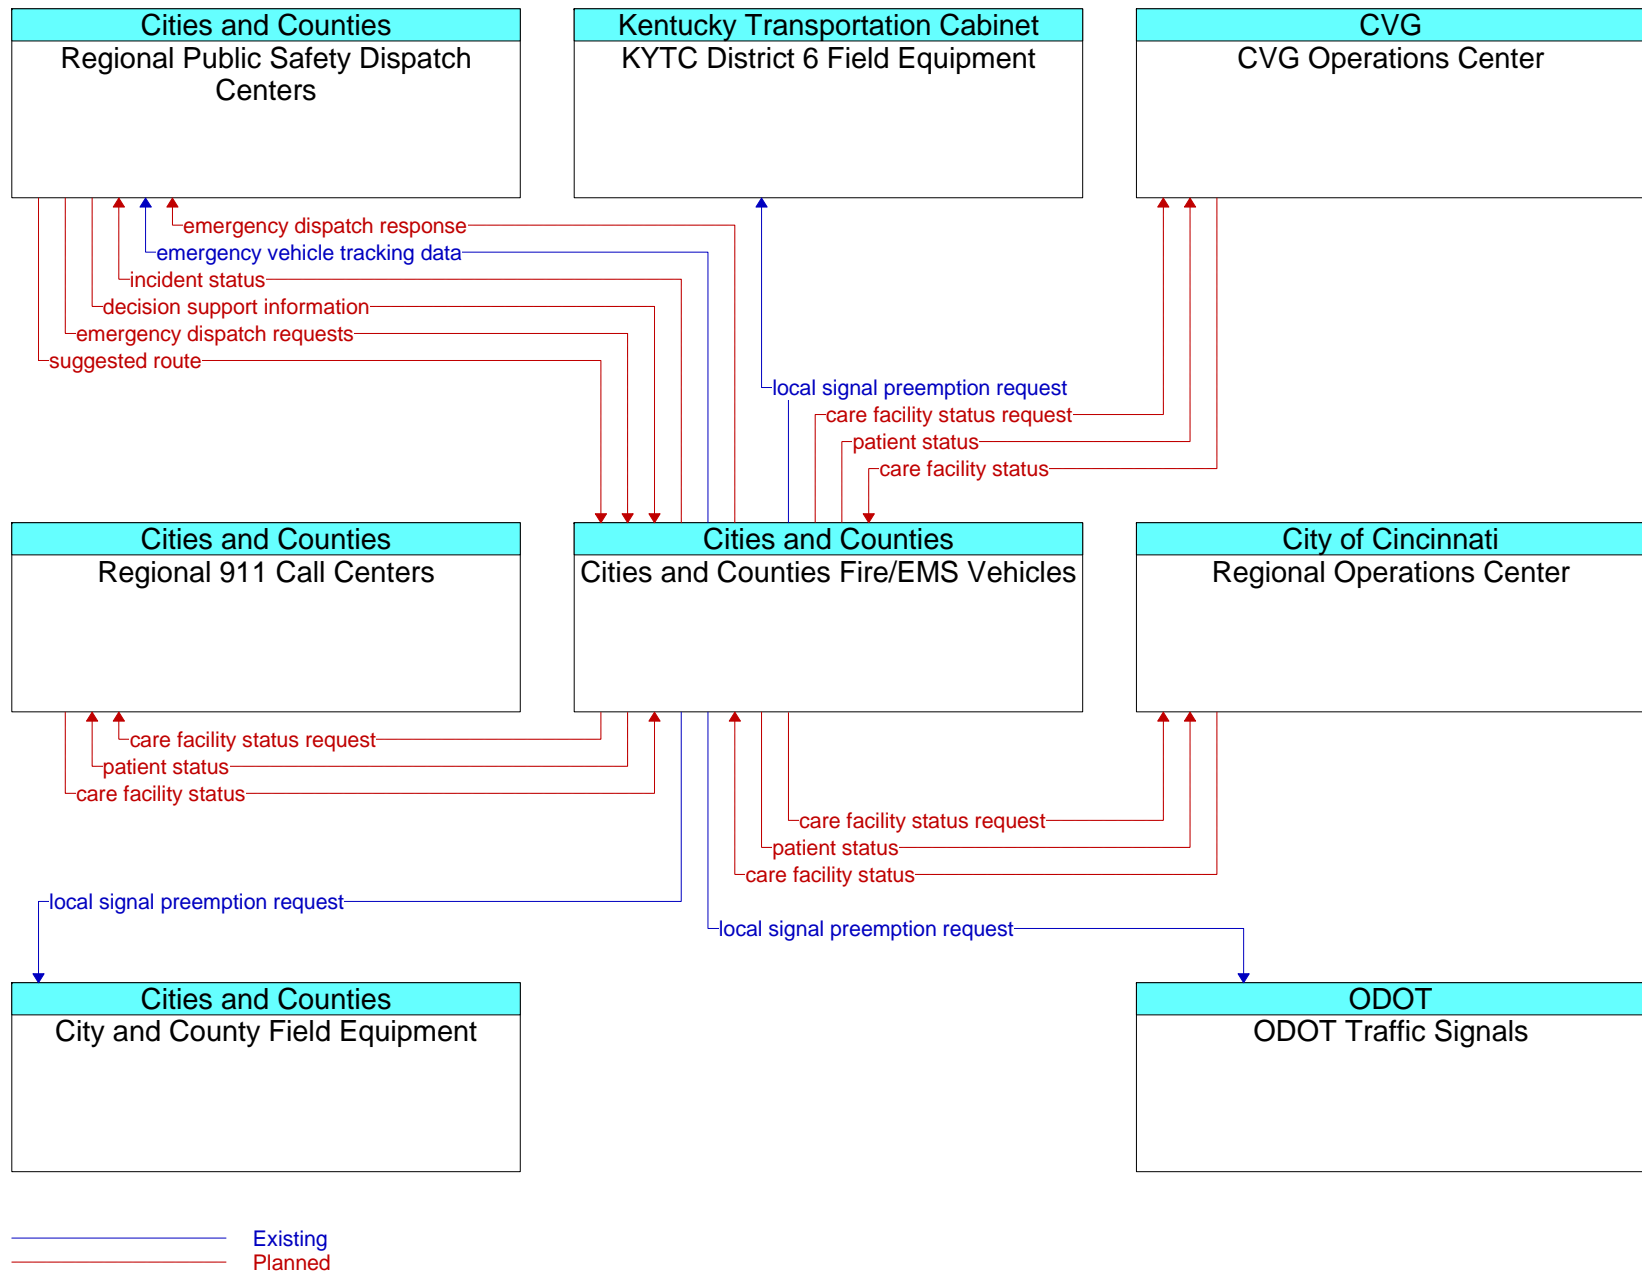 Cities and Counties
Regional Public Safety Dispatch
Centers
Kentucky Transportation Cabinet
KYTC District 6 Field Equipment
CVG
CVG Operations Center
emergency dispatch response
emergency vehicle tracking data
incident status
decision support information
emergency dispatch requests
suggested route
local signal preemption request
care facility status request
patient status
care facility status
Cities and Counties
Regional 911 Call Centers
Cities and Counties
Cities and Counties Fire/EMS Vehicles
City of Cincinnati
Regional Operations Center
care facility status request
patient status
care facility status
care facility status request
patient status
care facility status
local signal preemption request
local signal preemption request
Cities and Counties
City and County Field Equipment
ODOT
ODOT Traffic Signals
Existing
Planned